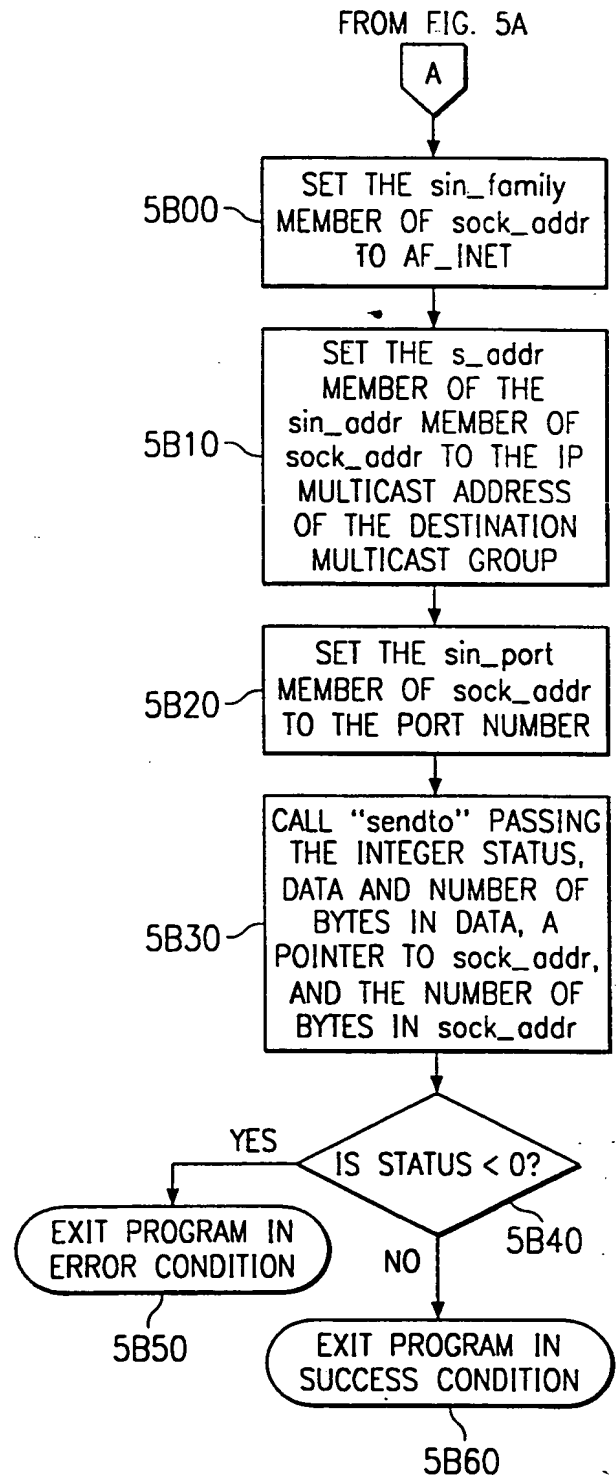 FROM FIG. 5A
A
5B00
SET THE sin_family
MEMBER OF sock_addr
TO AF_INET
5B10
SET THE s_addr
MEMBER OF THE
sin_addr MEMBER OF
sock_addr TO THE IP
MULTICAST ADDRESS
OF THE DESTINATION
MULTICAST GROUP
5B20
SET THE sin_port
MEMBER OF sock_addr
TO THE PORT NUMBER
5B30
CALL "sendto" PASSING
THE INTEGER STATUS,
DATA AND NUMBER OF
BYTES IN DATA, A
POINTER TO sock_addr,
AND THE NUMBER OF
BYTES IN sock_addr
YES
IS STATUS < 0?
5B40
NO
EXIT PROGRAM IN
ERROR CONDITION
5B50
EXIT PROGRAM IN
SUCCESS CONDITION
5B60